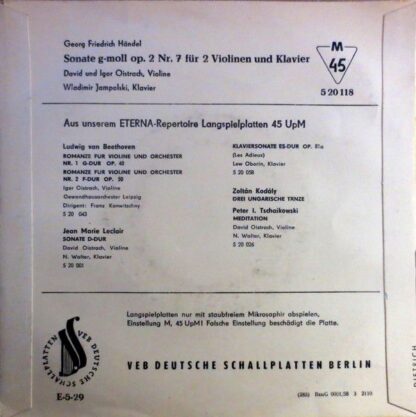 Georg Friedrich Händel
Sonate g-moll op. 2 Nr. 7 für 2 Violinen und Klavier
David und Igor Oistrach, Violine
Wladimir Jampolski, Klavier
M
45
5 20 118
Aus unserem ETERNA-Repertoire Langspielplatten 45 UpM
Ludwig van Beethoven
ROMANZE FUR VIOLINE UND ORCHESTER
NR. 1 G-DUR OP. 40
ROMANZE FUR VIOLINE UND ORCHESTER
NR. 2 F-DUR OP. 50
Igor Oistrach, Violine
Gewandhausorchester Leipzig
Dirigent: Franz Konwitschny
5 20 043
Jean Marie Leclair
SONATE D-DUR
David Oistrach, Violine
N. Walter, Klavier
5 20 001
KLAVIERSONATE ES-DUR OP. 81a
(Les Adieux)
Lew Oborin, Klavier
5 20 058
Zoltán Kodály
DREI UNGARISCHE TÄNZE
Peter I. Tschaikowski
MEDITATION
David Oistrach, Violine
N. Walter, Klavier
5 20 026
Langspielplatten nur mit staubfreiem Mikrosaphir abspielen,
Einstellung M, 45 UpM! Falsche Einstellung beschädigt die Platte.
VEB DEUTSCHE SCHALLPLATTEN
E-5-29
VEB DEUTSCHE SCHALLPLATTEN BERLIN
DIETRICH